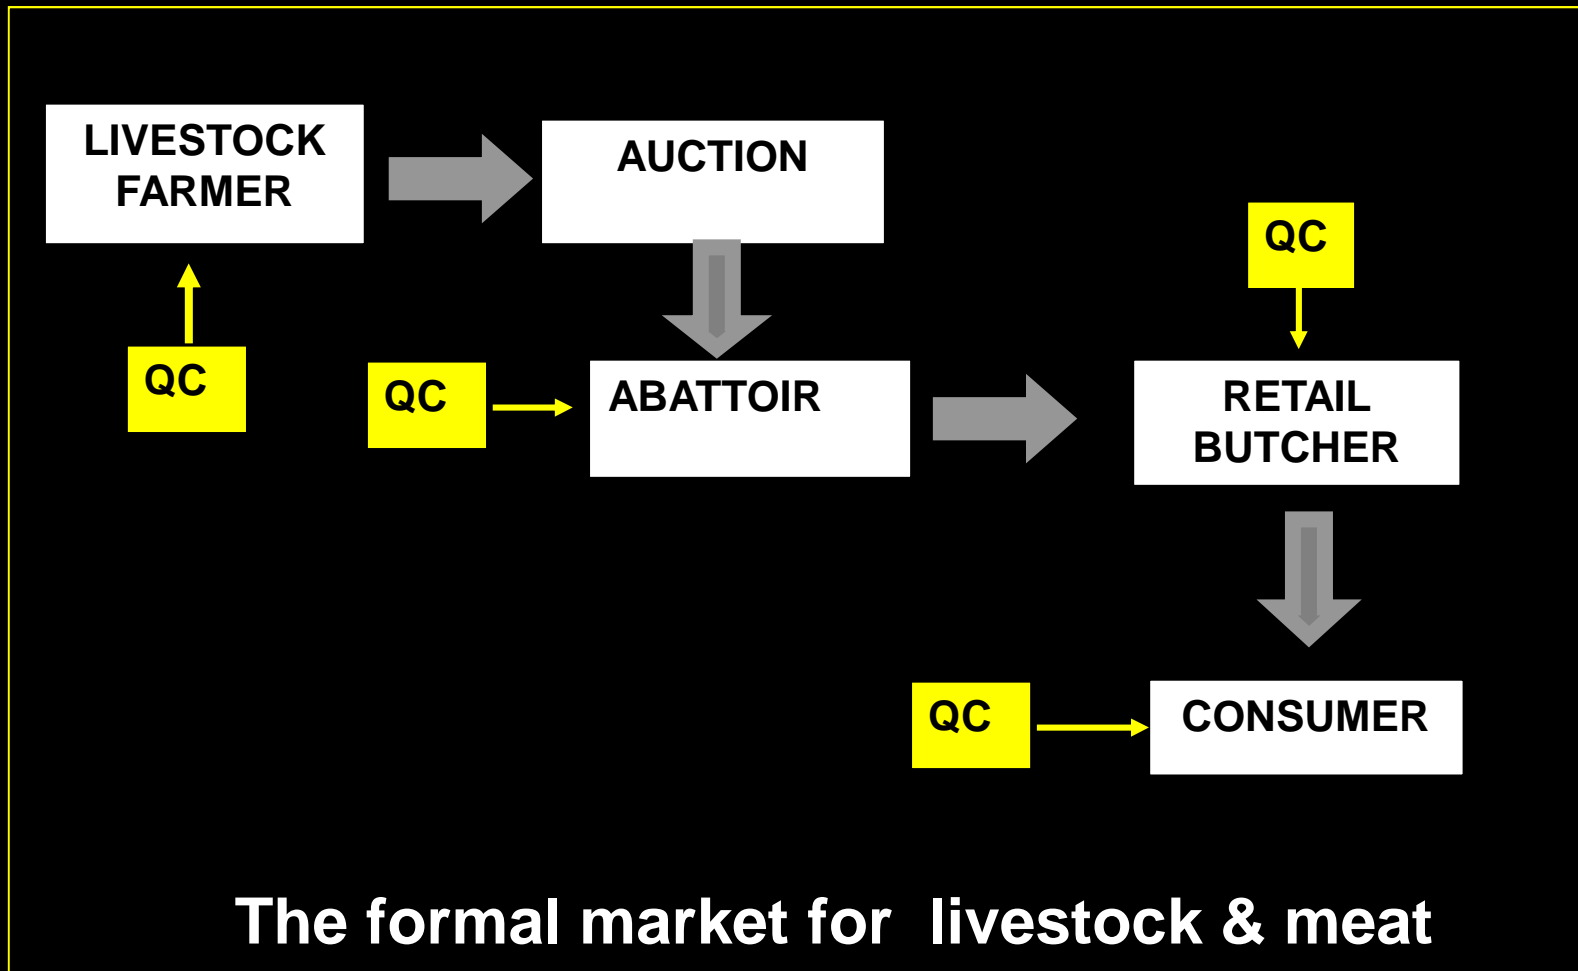 LIVESTOCK
FARMER
AUCTION
QC
QC
QC
ABATTOIR
RETAIL
BUTCHER
QC
CONSUMER
The formal market for  livestock & meat